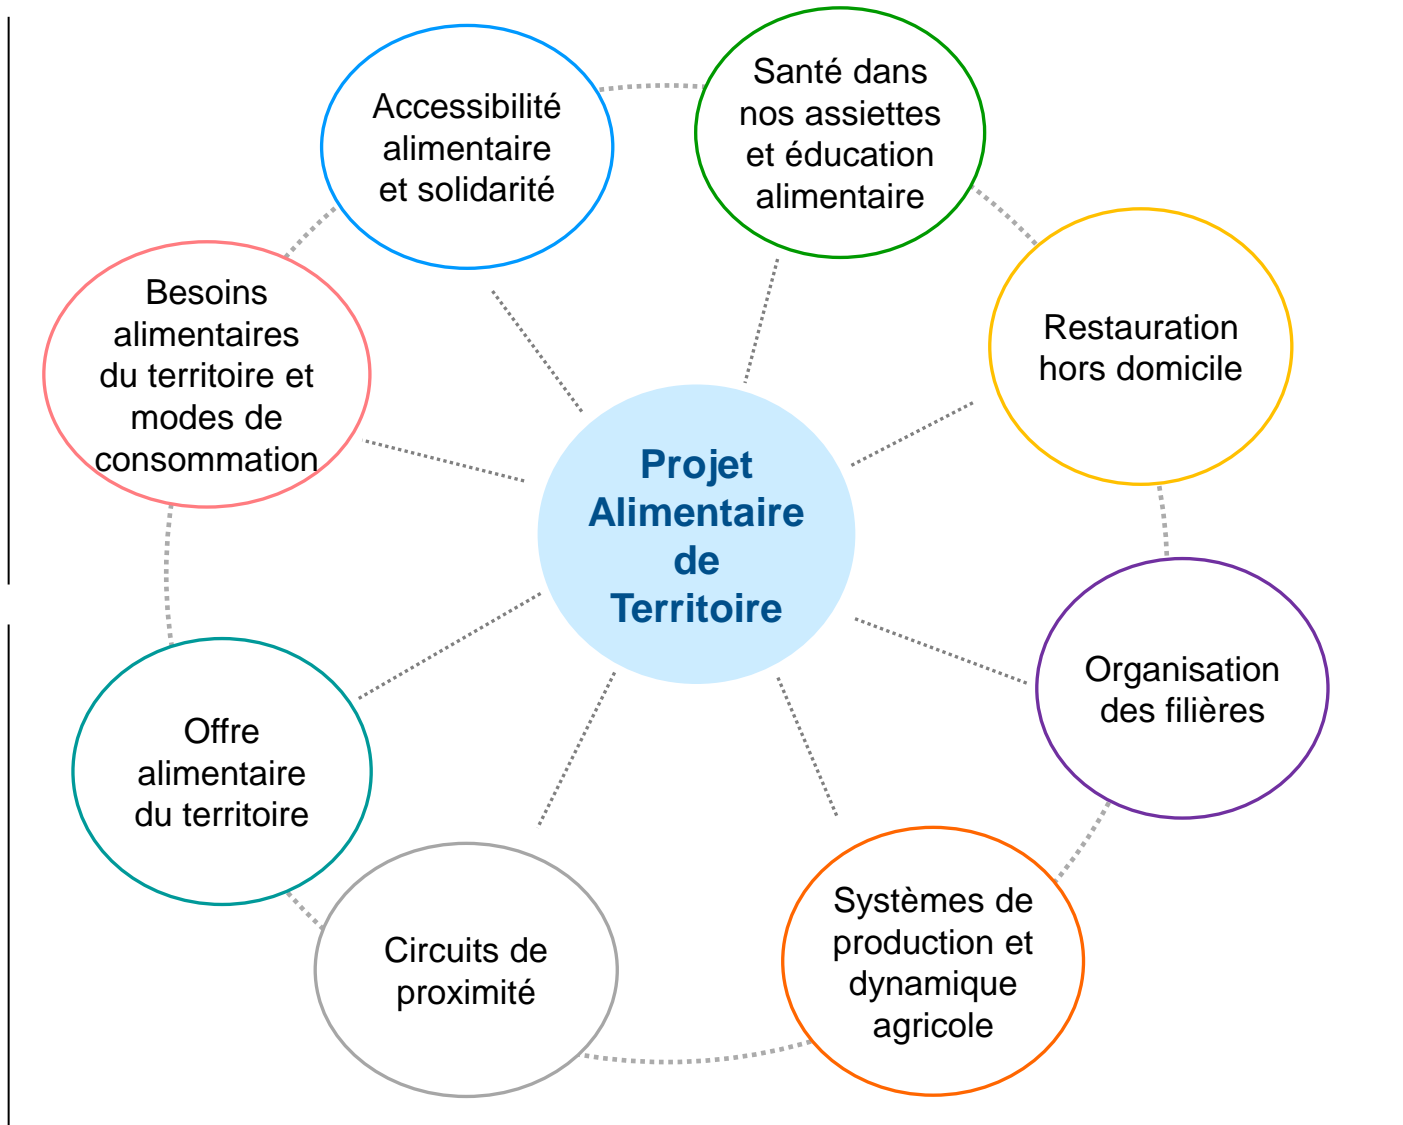 Accessibilité
alimentaire
et solidarité
Santé dans
nos assiettes
et éducation
alimentaire
Besoins
alimentaires
du territoire et
modes de
consommation
Restauration
hors domicile
Projet
Alimentaire
de
Territoire
Organisation
des filières
Offre
alimentaire
du territoire
Circuits de
proximité
Systèmes de
production et
dynamique
agricole